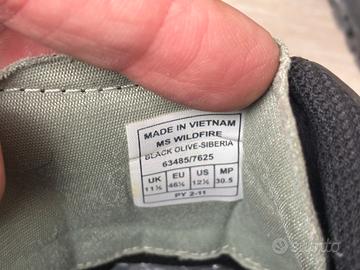 MADE IN VIETNAM
MS WILDFIRE
BLACK OLIVE-SIBERIA
63485/7625
UK EU US MP
11½ 46½ 12½ 30.5
PY 2-11
subito